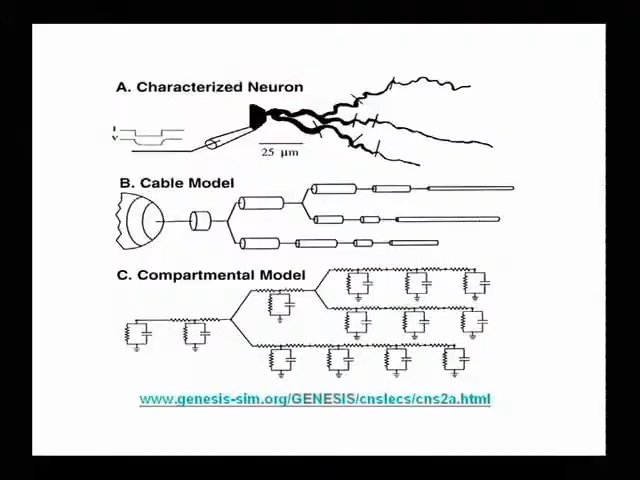 A. Characterized Neuron
I
V
25 μm
B. Cable Model
C. Compartmental Model
www.genesis-sim.org/GENESIS/cnslecs/cns2a.html